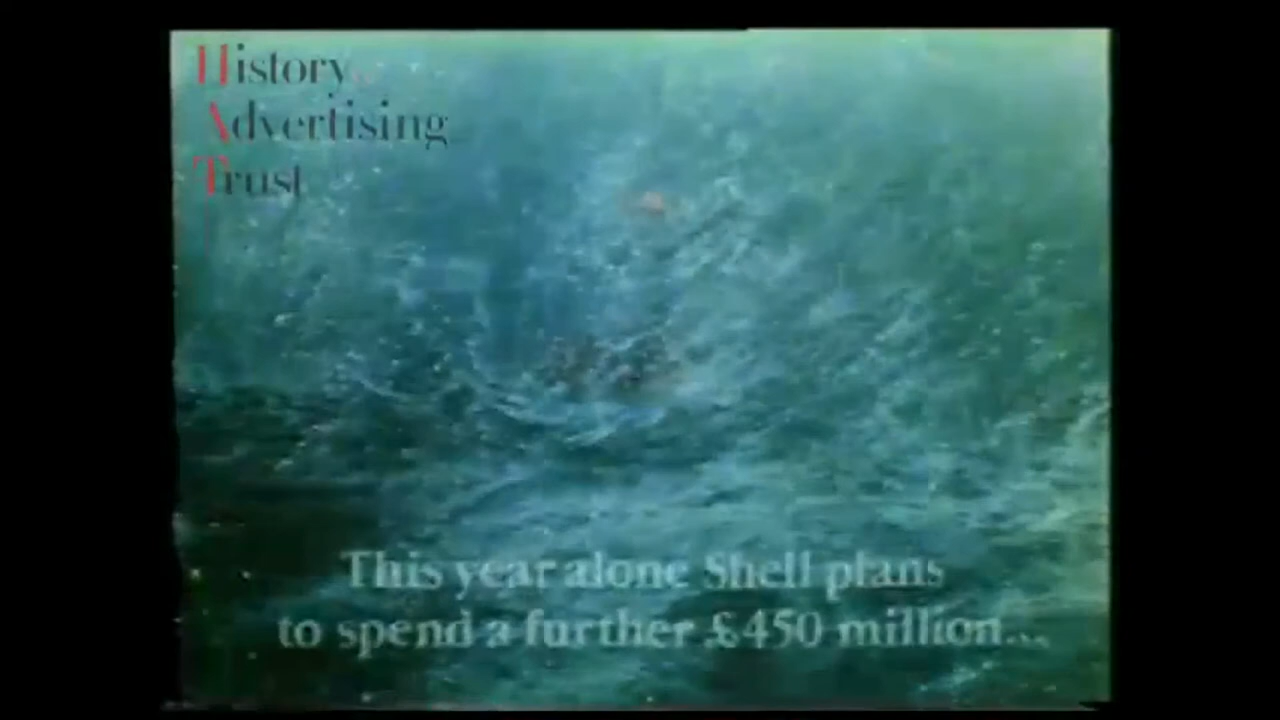 History
Advertising
Trust
This year alone Shell plans
to spend a further £450 million...